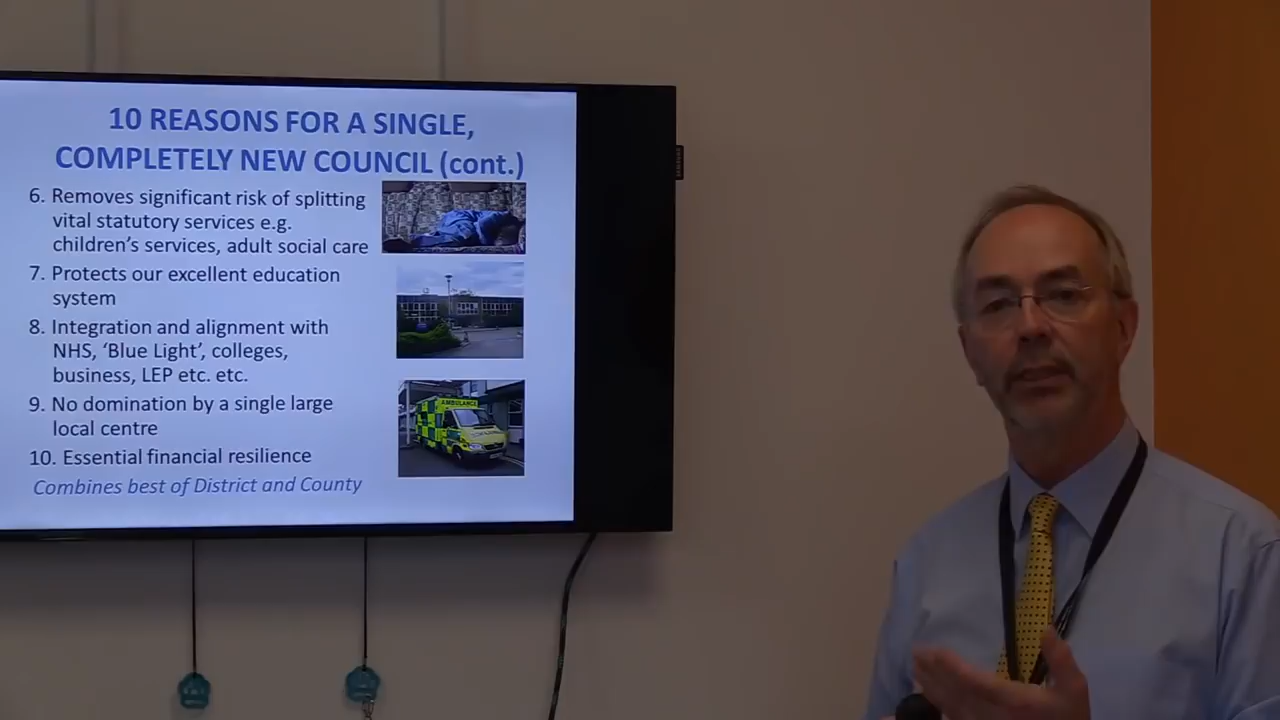 10 REASONS FOR A SINGLE,
COMPLETELY NEW COUNCIL (cont.)
6. Removes significant risk of splitting
vital statutory services e.g.
children's services, adult social care
7. Protects our excellent education
system
8. Integration and alignment with
NHS, 'Blue Light', colleges,
business, LEP etc. etc.
9. No domination by a single large
local centre
10. Essential financial resilience
Combines best of District and County
AMBULANCE
SAMSUNG